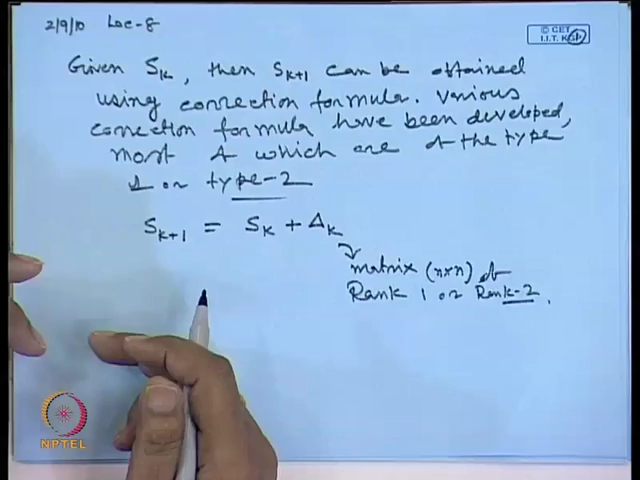 2/9/10 Lec-8
© CET
I.I.T. KGP
Given Sk, then Sk+1 can be obtained
using correction formula. Various
correction formula have been developed,
most of which are of the type
1 or type-2
Sk+1 = Sk + Δk
matrix (n×n) of
Rank 1 or Rank-2.
NPTEL